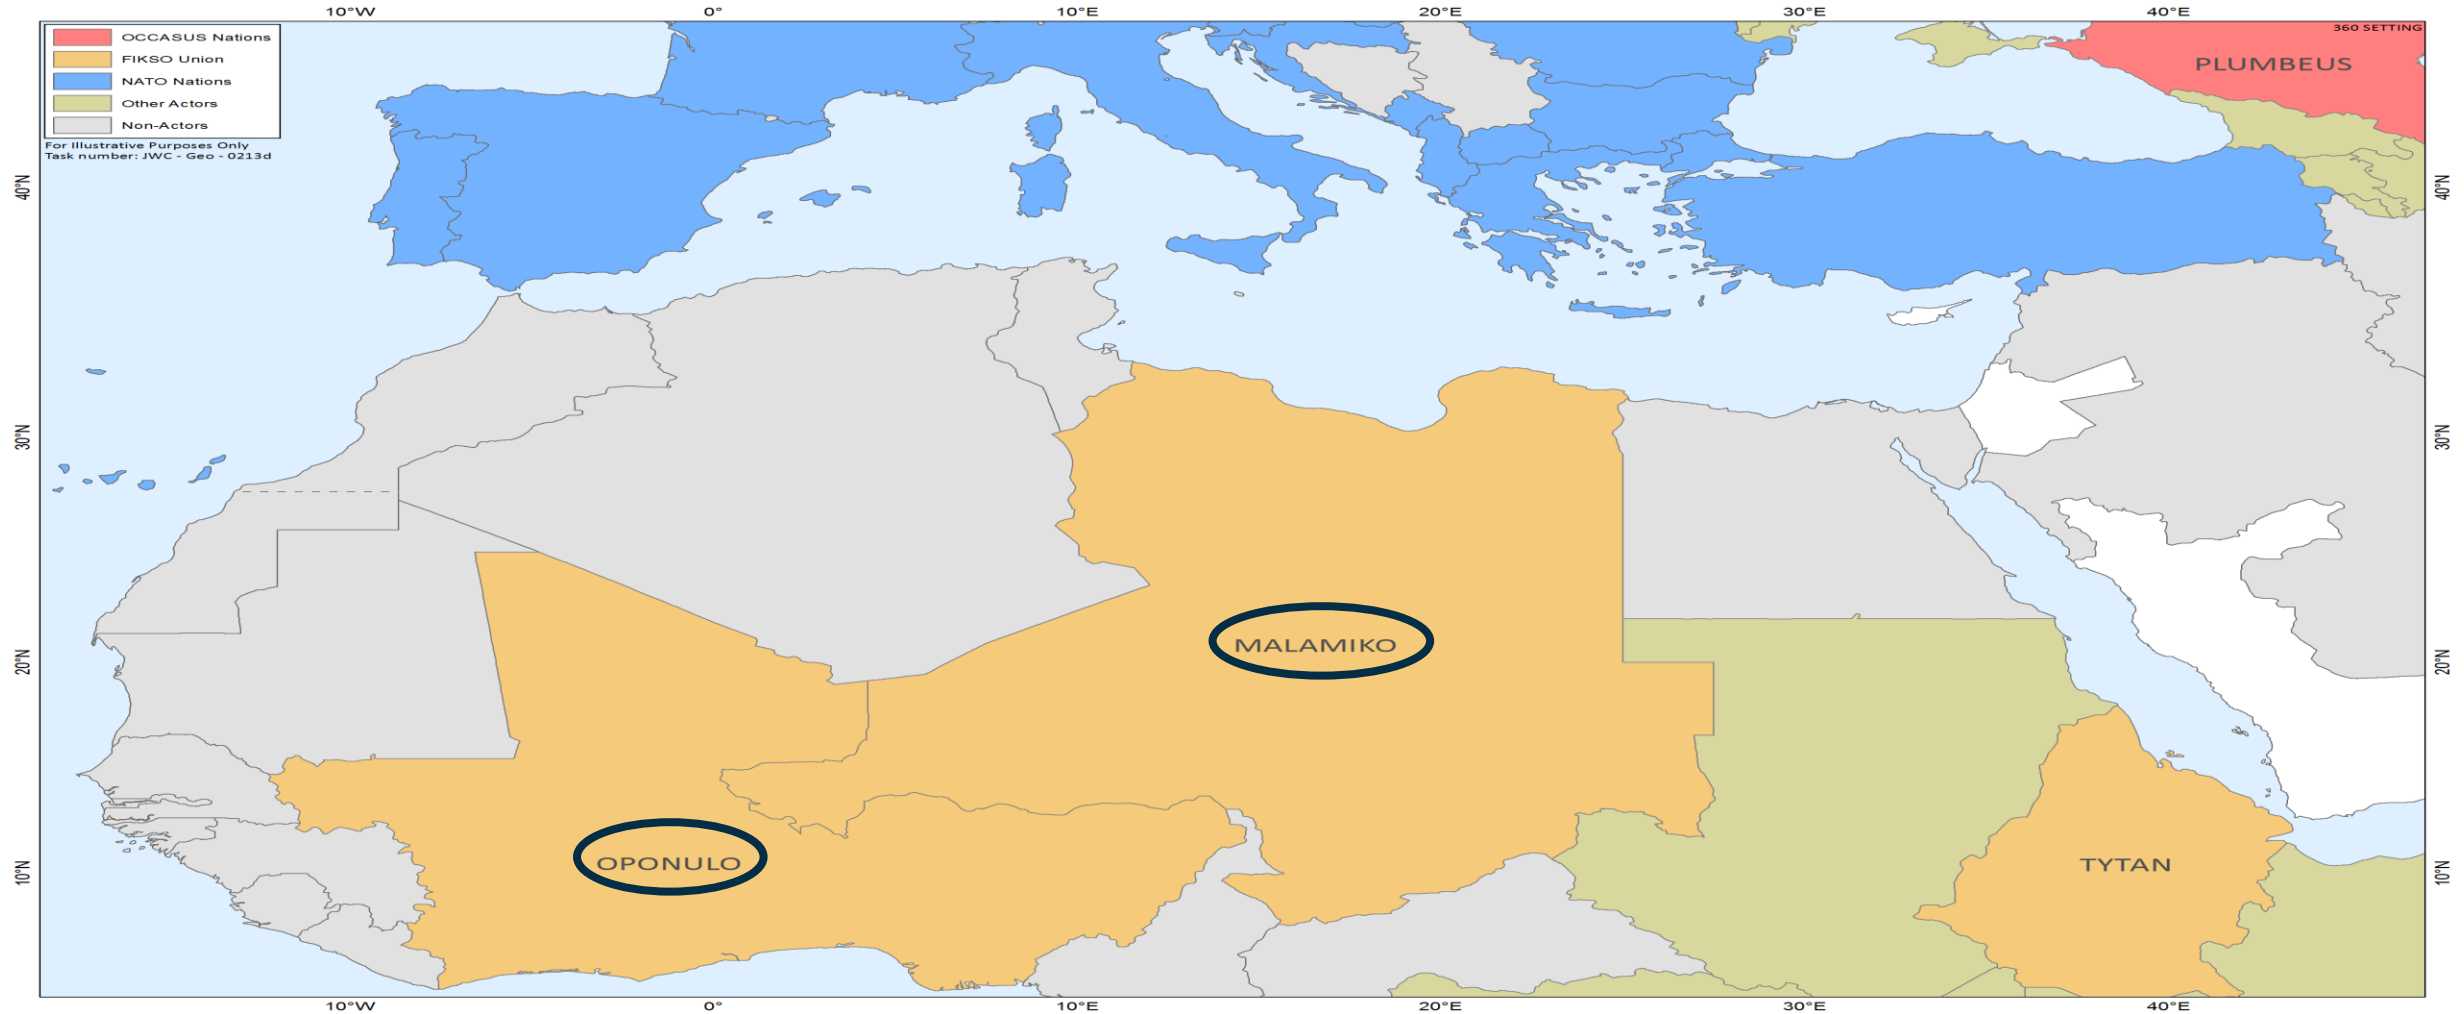 10°W 0° 10°E 20°E 30°E 40°E
360 SETTING
OCCASUS Nations
FIKSO Union
NATO Nations
Other Actors
Non-Actors
For Illustrative Purposes Only
Task number: JWC - Geo - 0213d
PLUMBEUS
40°N 40°N
30°N 30°N
MALAMIKO
20°N 20°N
OPONULO
TYTAN
10°N 10°N
10°W 0° 10°E 20°E 30°E 40°E